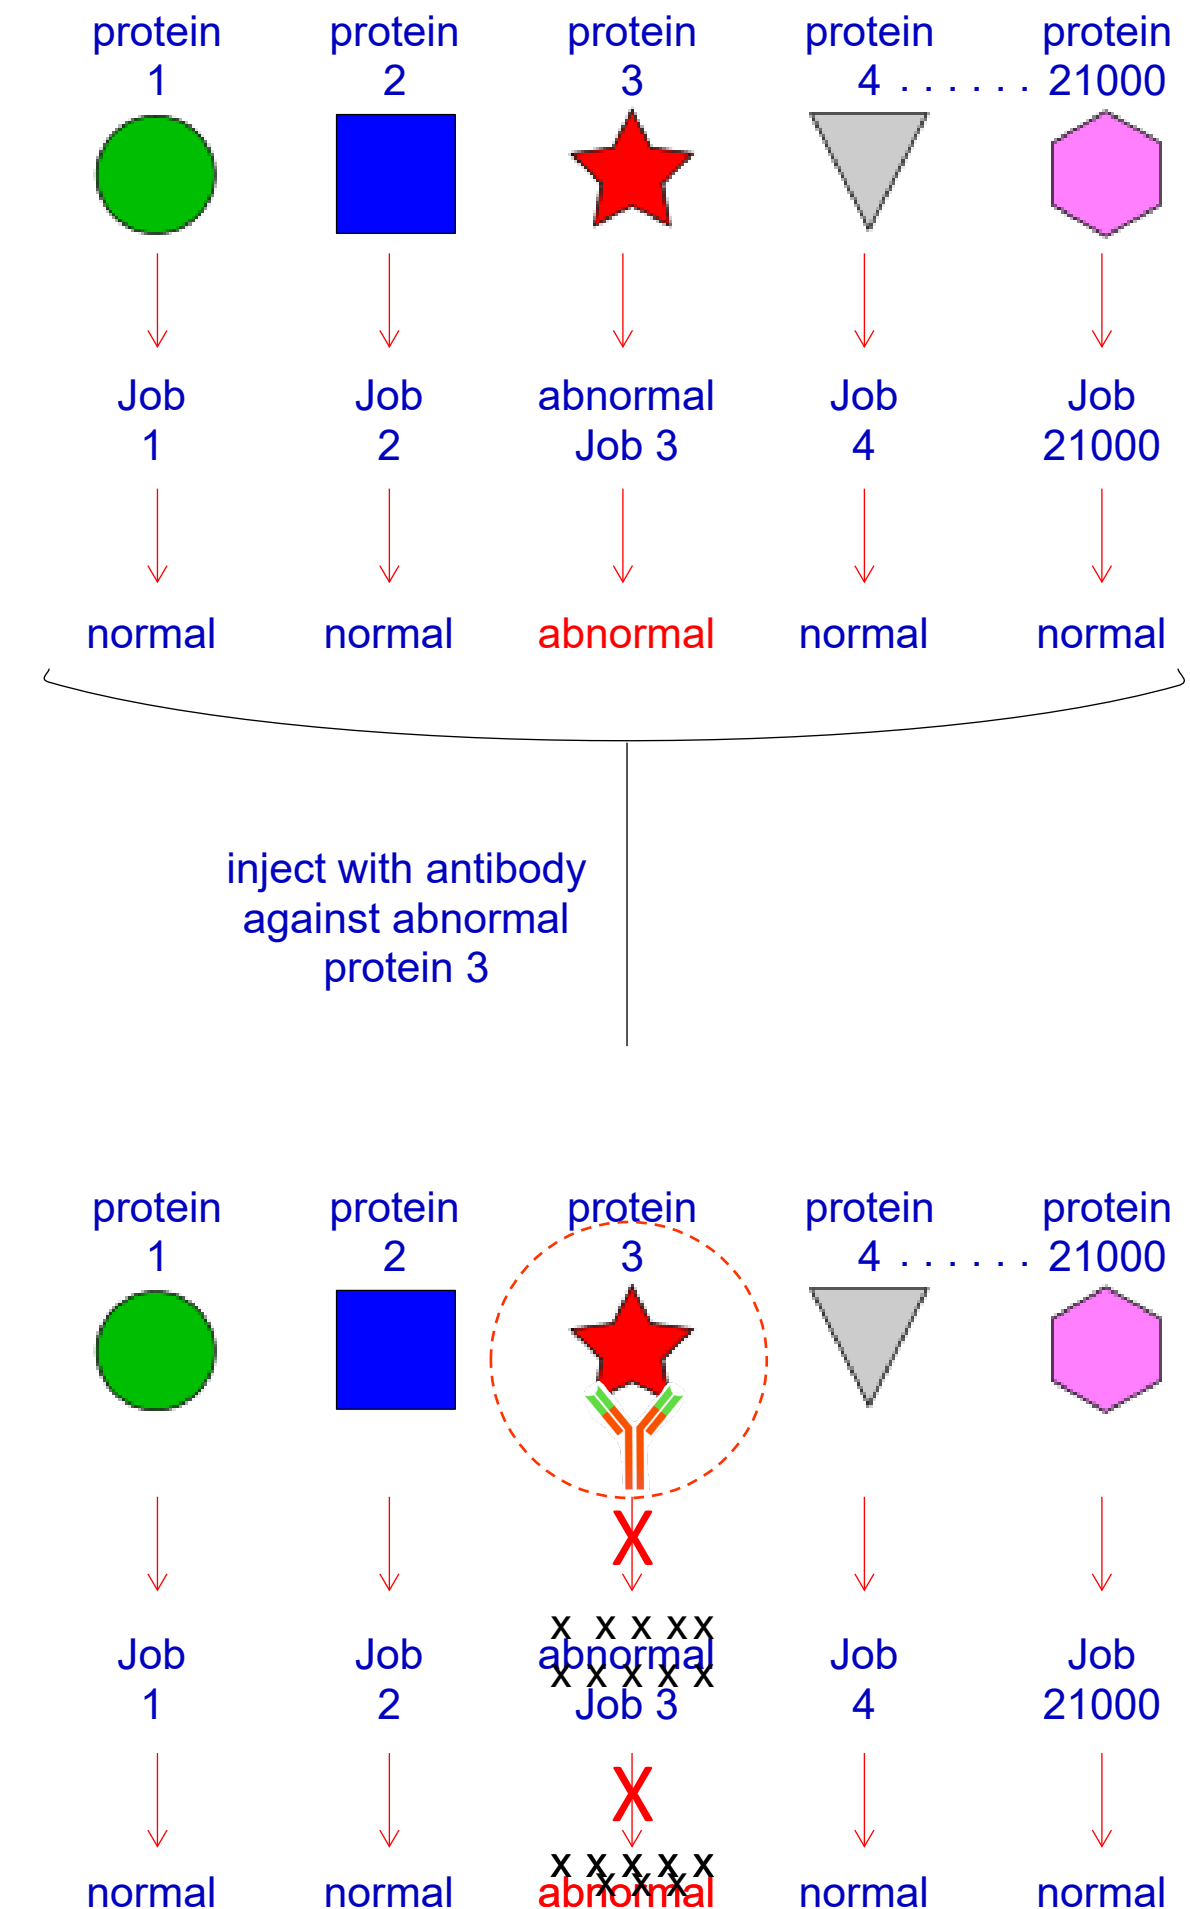 protein protein protein protein protein
1 2 3 4 . . . . . . 21000
Job Job abnormal Job Job
1 2 Job 3 4 21000
normal normal abnormal normal normal
inject with antibody
against abnormal
protein 3
protein protein protein protein protein
1 2 3 4 . . . . . . 21000
X
x x x x x
Job Job abnormal Job Job
x x x x x
1 2 Job 3 4 21000
X
x x x x x
x x x
normal normal abnormal normal normal